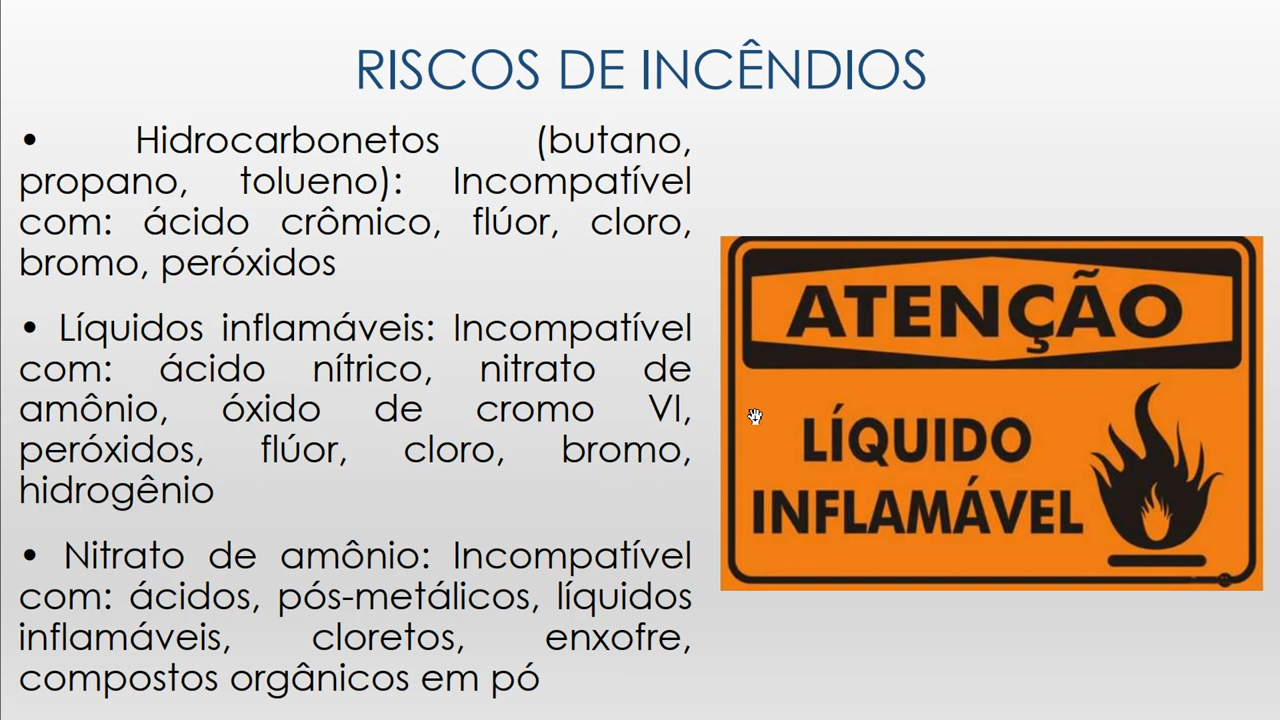 RISCOS DE INCÊNDIOS
• Hidrocarbonetos (butano,
propano, tolueno): Incompatível
com: ácido crômico, flúor, cloro,
bromo, peróxidos
• Líquidos inflamáveis: Incompatível
com: ácido nítrico, nitrato de
amônio, óxido de cromo VI,
peróxidos, flúor, cloro, bromo,
hidrogênio
• Nitrato de amônio: Incompatível
com: ácidos, pós-metálicos, líquidos
inflamáveis, cloretos, enxofre,
compostos orgânicos em pó
ATENÇÃO
LÍQUIDO
INFLAMÁVEL